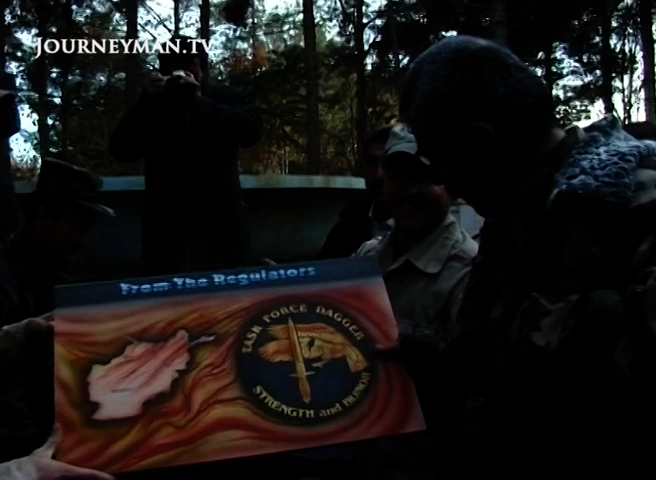 JOURNEYMAN.TV
From The Regulators
TASK FORCE DAGGER
STRENGTH and HONOR